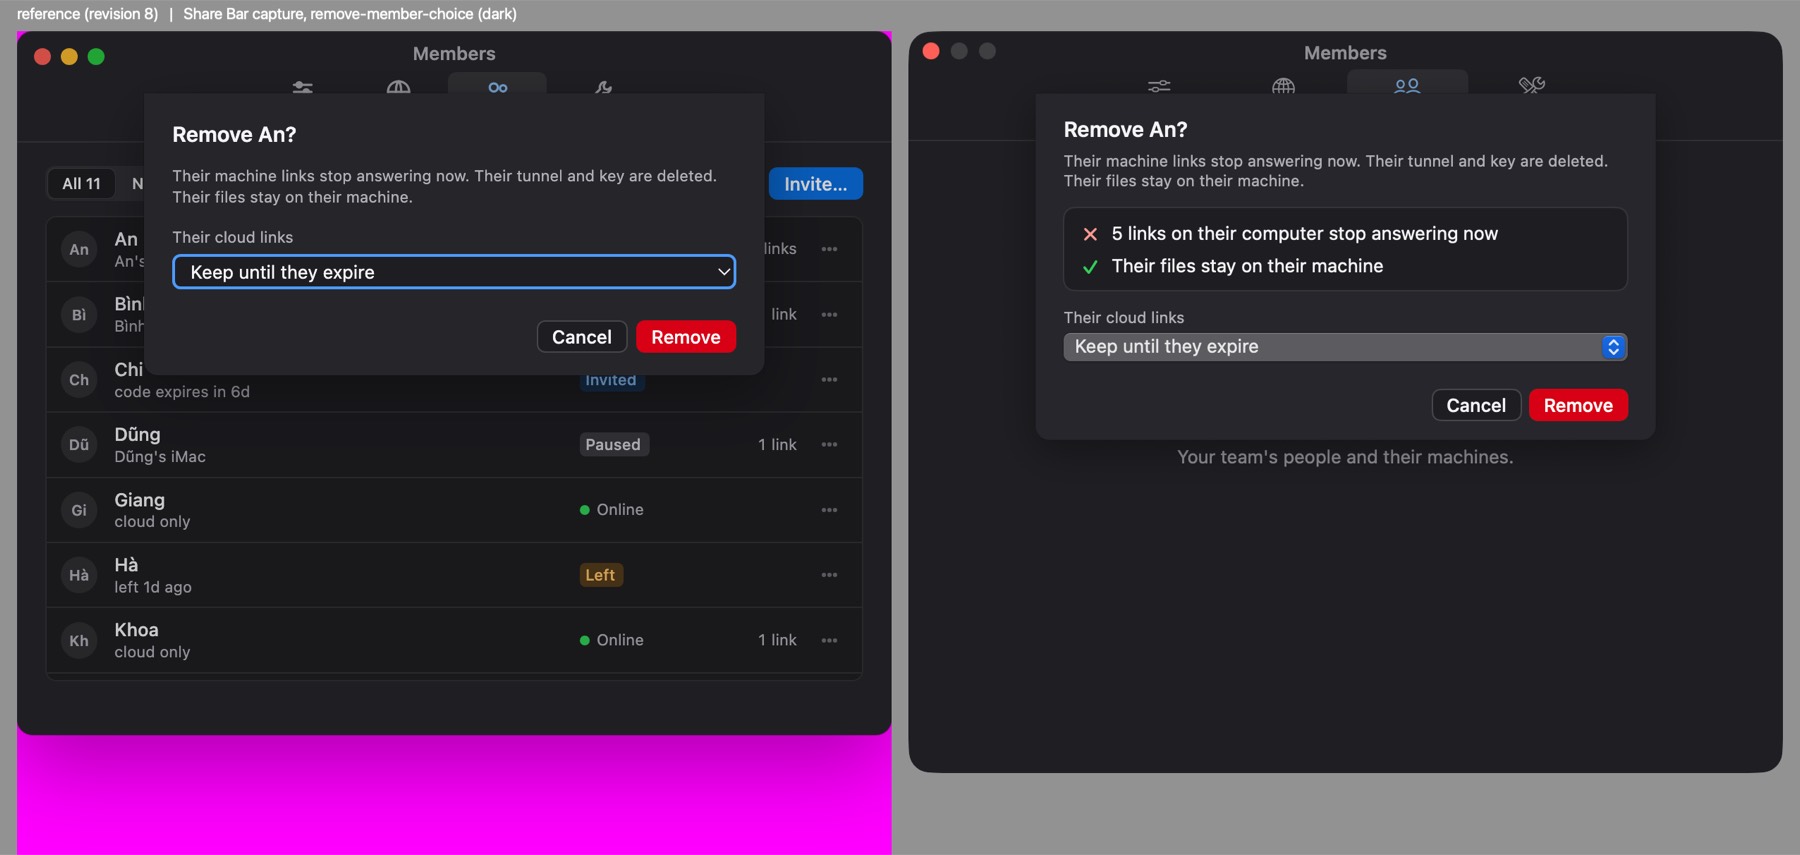 reference (revision 8) | Share Bar capture, remove-member-choice (dark)
Members
Remove An?
Their machine links stop answering now. Their tunnel and key are deleted.
Their files stay on their machine.
Their cloud links
Keep until they expire
Cancel
Remove
All 11
N
Invite...
An
An
An's
links
Bì
Bìnl
Bình
link
Ch
Chi
code expires in 6d
Invited
Dũ
Dũng
Dũng's iMac
Paused
1 link
Gi
Giang
cloud only
Online
Hà
Hà
left 1d ago
Left
Kh
Khoa
cloud only
Online
1 link
Members
Remove An?
Their machine links stop answering now. Their tunnel and key are deleted.
Their files stay on their machine.
5 links on their computer stop answering now
Their files stay on their machine
Their cloud links
Keep until they expire
Cancel
Remove
Your team's people and their machines.